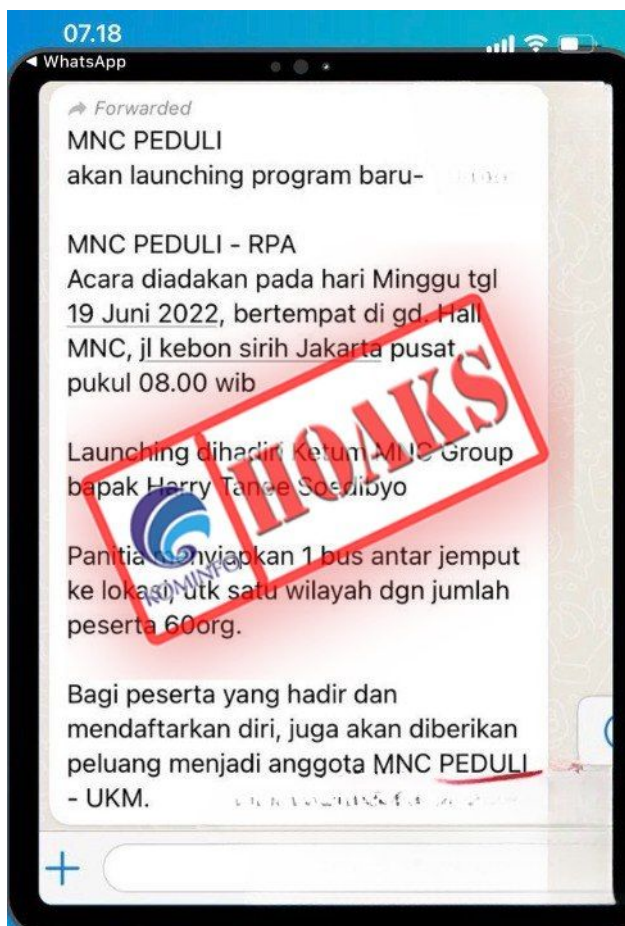 07.18
WhatsApp
Forwarded
MNC PEDULI
akan launching program baru-
MNC PEDULI - RPA
Acara diadakan pada hari Minggu tgl
19 Juni 2022, bertempat di gd. Hall
MNC, jl kebon sirih Jakarta pusat
pukul 08.00 wib
Launching dihadiri Ketum MNC Group
bapak Harry Tanoe Soedibyo
Panitia menyiapkan 1 bus antar jemput
ke lokasi, utk satu wilayah dgn jumlah
peserta 60org.
Bagi peserta yang hadir dan
mendaftarkan diri, juga akan diberikan
peluang menjadi anggota MNC PEDULI
- UKM.
KOMINFO
HOAKS